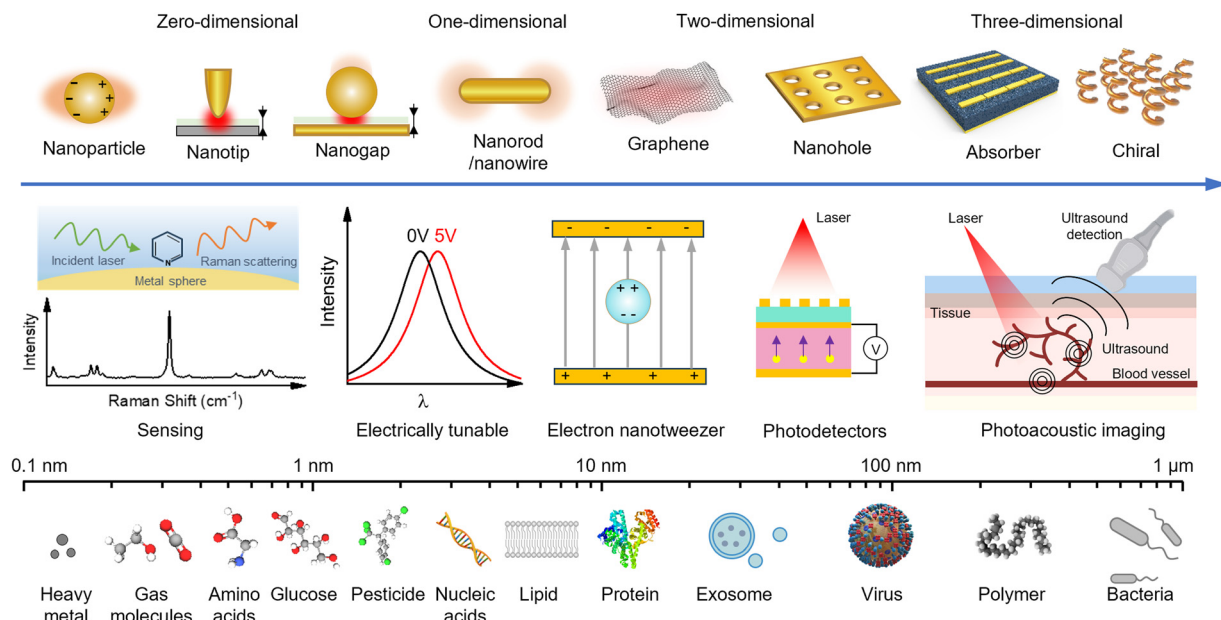 Zero-dimensional
One-dimensional
Two-dimensional
Three-dimensional
- + - + - +
Nanoparticle
Nanotip
Nanogap
Nanorod
/nanowire
Graphene
Nanohole
Absorber
Chiral
Incident laser
N
Raman scattering
Metal sphere
Intensity
Raman Shift (cm-1)
Sensing
0V 5V
Intensity
λ
Electrically tunable
- - - -
+ +
- -
+ + + +
Electron nanotweezer
Laser
V
Photodetectors
Laser
Ultrasound
detection
Tissue
Ultrasound
Blood vessel
Photoacoustic imaging
0.1 nm
1 nm
10 nm
100 nm
1 µm
Heavy
metal
Gas
molecules
Amino
acids
Glucose
Pesticide
Nucleic
acids
Lipid
Protein
Exosome
Virus
Polymer
Bacteria